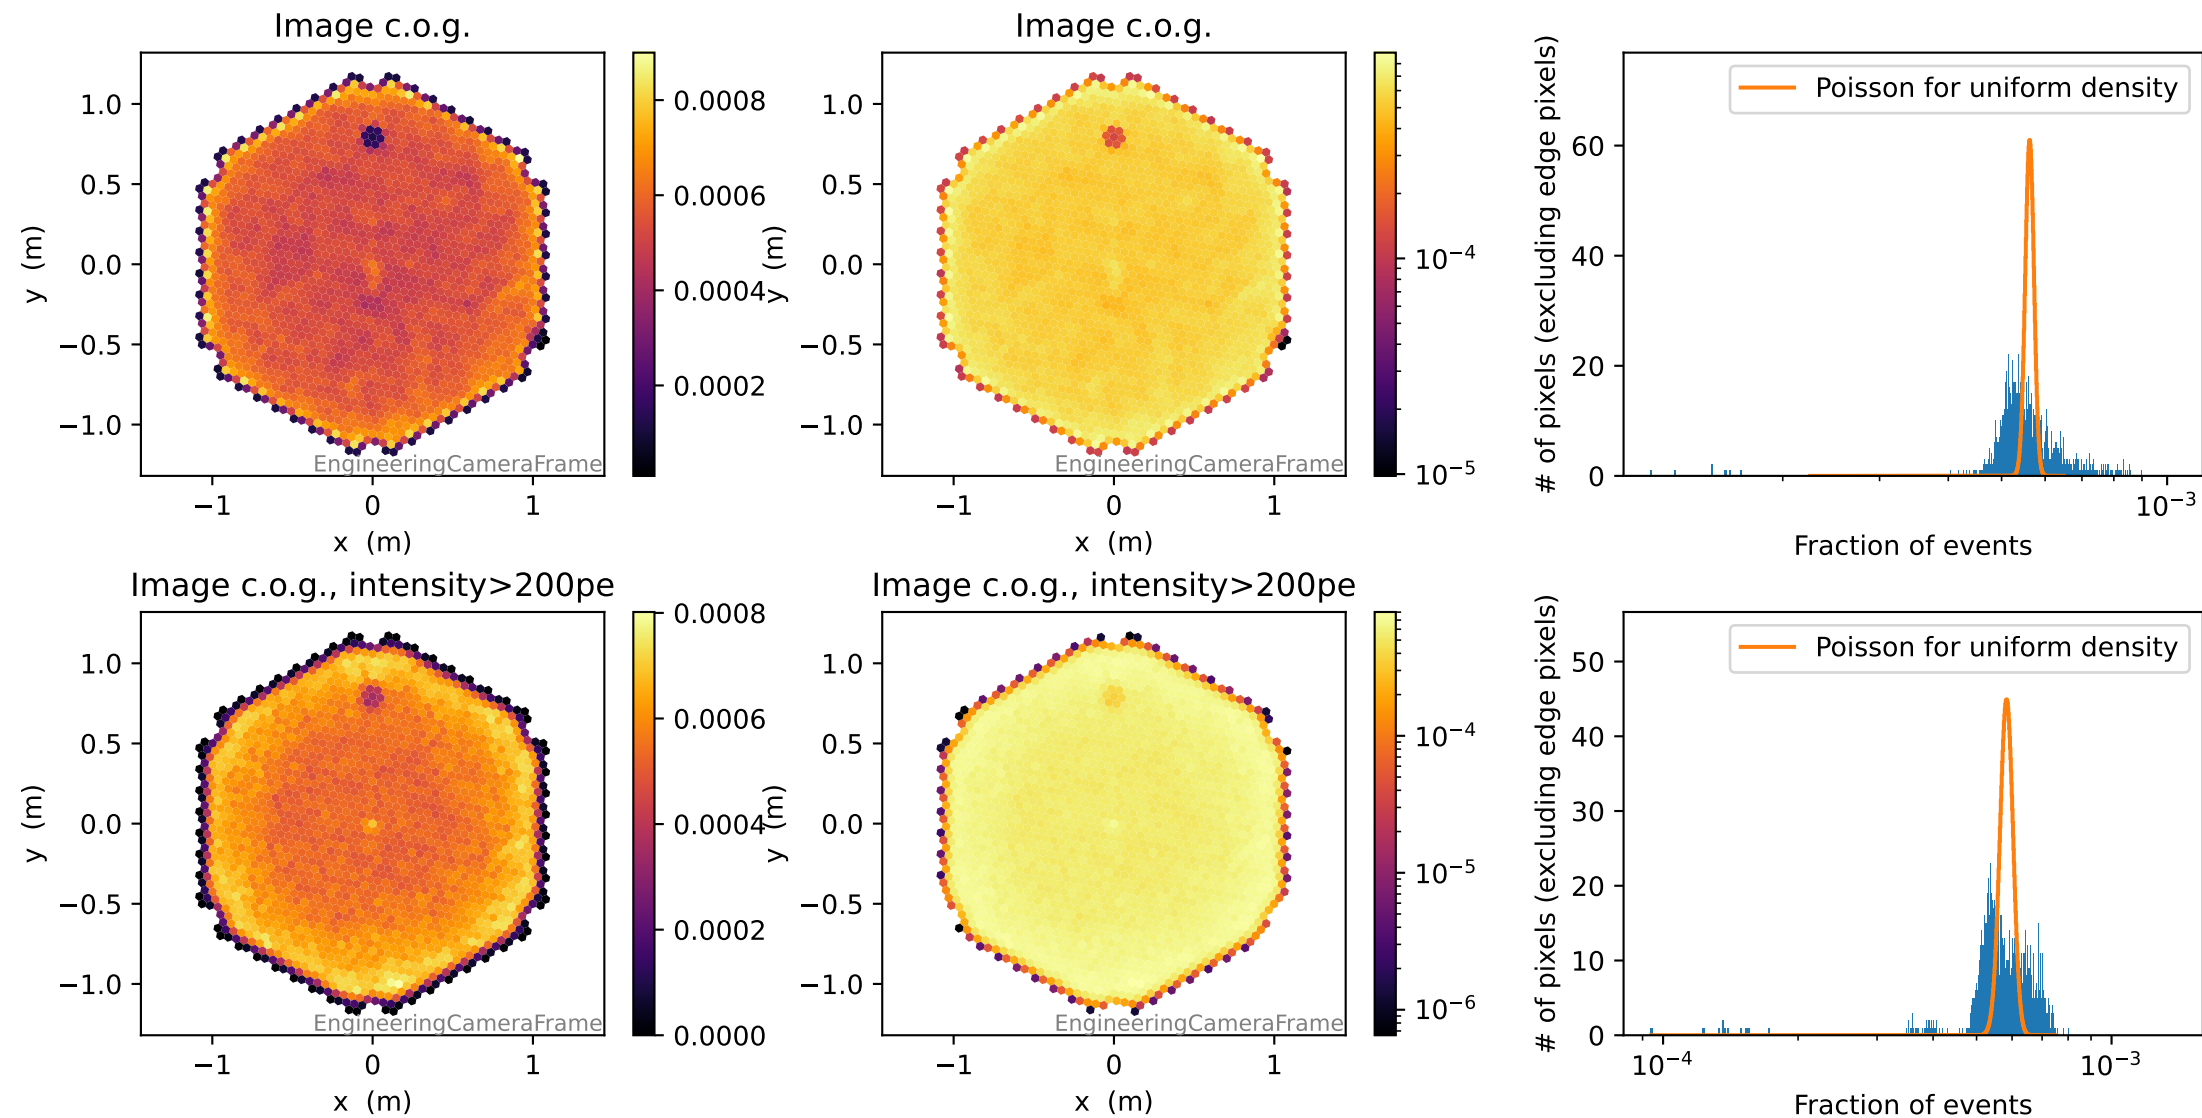 Image c.o.g.
1.0
0.5
0.0
−0.5
−1.0
y (m)
−1
0
1
x (m)
EngineeringCameraFrame
0.0008
0.0006
0.0004
0.0002
Image c.o.g.
1.0
0.5
0.0
−0.5
−1.0
y (m)
−1
0
1
x (m)
EngineeringCameraFrame
10−4
10−5
Poisson for uniform density
# of pixels (excluding edge pixels)
60
40
20
0
10−3
Fraction of events
Image c.o.g., intensity>200pe
1.0
0.5
0.0
−0.5
−1.0
y (m)
−1
0
1
x (m)
EngineeringCameraFrame
0.0008
0.0006
0.0004
0.0002
0.0000
Image c.o.g., intensity>200pe
1.0
0.5
0.0
−0.5
−1.0
y (m)
−1
0
1
x (m)
EngineeringCameraFrame
10−4
10−5
10−6
Poisson for uniform density
# of pixels (excluding edge pixels)
50
40
30
20
10
0
10−4
10−3
Fraction of events